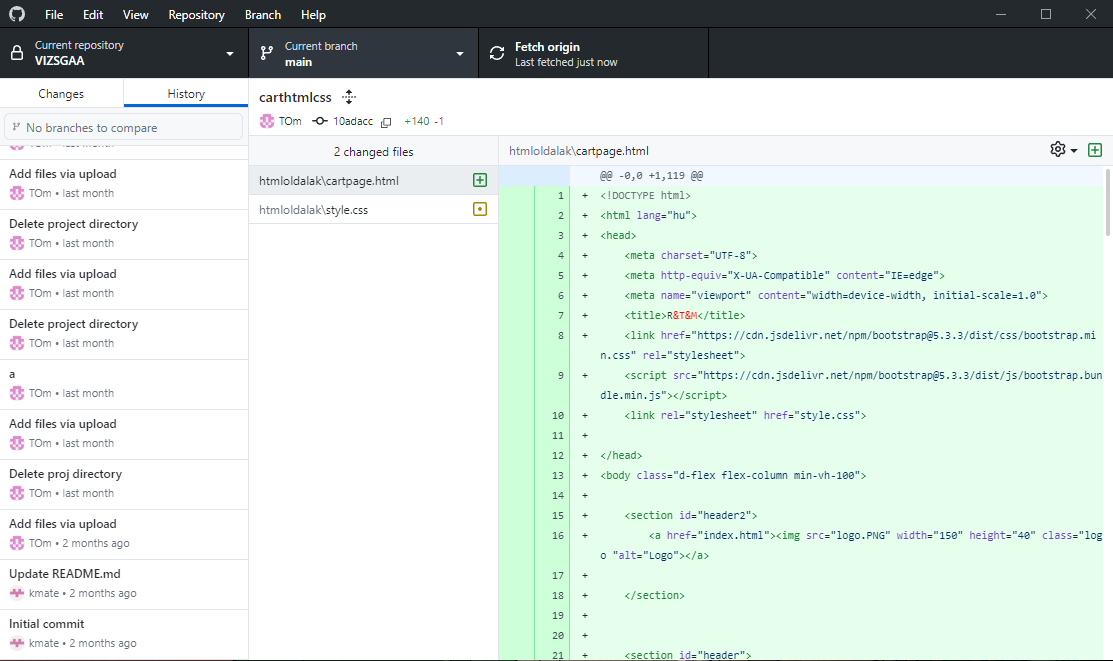 File Edit View Repository Branch Help
Current repository
VIZSGAA
Current branch
main
Fetch origin
Last fetched just now
Changes History
No branches to compare
TOm • last month
Add files via upload
TOm • last month
Delete project directory
TOm • last month
Add files via upload
TOm • last month
Delete project directory
TOm • last month
a
TOm • last month
Add files via upload
TOm • last month
Delete proj directory
TOm • last month
Add files via upload
TOm • 2 months ago
Update README.md
kmate • 2 months ago
Initial commit
kmate • 2 months ago
carthtmlcss
TOm 10adacc +140 -1
2 changed files
htmloldalak\cartpage.html
htmloldalak\style.css
htmloldalak\cartpage.html
@@ -0,0 +1,119 @@
1 + <!DOCTYPE html>
2 + <html lang="hu">
3 + <head>
4 +     <meta charset="UTF-8">
5 +     <meta http-equiv="X-UA-Compatible" content="IE=edge">
6 +     <meta name="viewport" content="width=device-width, initial-scale=1.0">
7 +     <title>R&T&M</title>
8 +     <link href="https://cdn.jsdelivr.net/npm/bootstrap@5.3.3/dist/css/bootstrap.mi
n.css" rel="stylesheet">
9 +     <script src="https://cdn.jsdelivr.net/npm/bootstrap@5.3.3/dist/js/bootstrap.bun
dle.min.js"></script>
10 +     <link rel="stylesheet" href="style.css">
11 +
12 + </head>
13 + <body class="d-flex flex-column min-vh-100">
14 +
15 +     <section id="header2">
16 +         <a href="index.html"><img src="logo.PNG" width="150" height="40" class="log
o "alt="Logo"></a>
17 +
18 +     </section>
19 +
20 +
21 +     <section id="header">